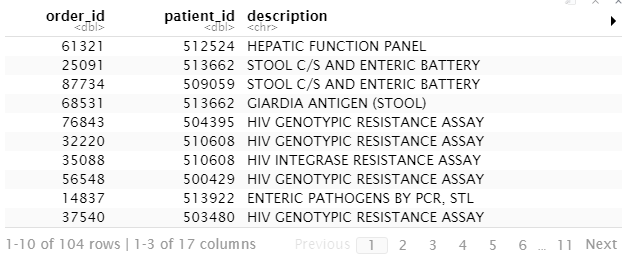 order_id patient_id description
<dbl> <dbl> <chr>
61321 512524 HEPATIC FUNCTION PANEL
25091 513662 STOOL C/S AND ENTERIC BATTERY
87734 509059 STOOL C/S AND ENTERIC BATTERY
68531 513662 GIARDIA ANTIGEN (STOOL)
76843 504395 HIV GENOTYPIC RESISTANCE ASSAY
32220 510608 HIV GENOTYPIC RESISTANCE ASSAY
35088 510608 HIV INTEGRASE RESISTANCE ASSAY
56548 500429 HIV GENOTYPIC RESISTANCE ASSAY
14837 513922 ENTERIC PATHOGENS BY PCR, STL
37540 503480 HIV GENOTYPIC RESISTANCE ASSAY
1-10 of 104 rows | 1-3 of 17 columns Previous 1 2 3 4 5 6 ... 11 Next